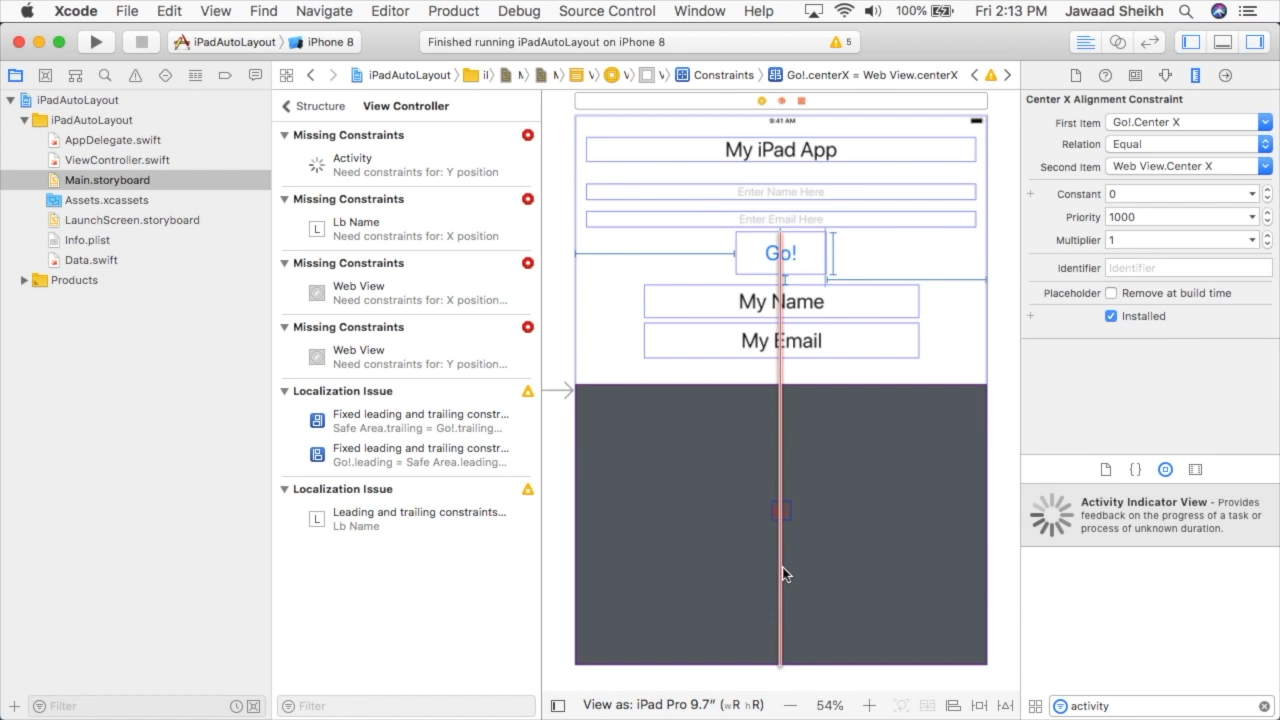 Xcode File Edit View Find Navigate Editor Product Debug Source Control Window Help 100% Fri 2:13 PM Jawaad Sheikh
iPadAutoLayout iPhone 8 Finished running iPadAutoLayout on iPhone 8 5
iPadAutoLayout Constraints Go!.centerX = Web View.centerX
iPadAutoLayout
iPadAutoLayout
AppDelegate.swift
ViewController.swift
Main.storyboard
Assets.xcassets
LaunchScreen.storyboard
Info.plist
Data.swift
Products
Filter
Structure View Controller
Missing Constraints
Activity
Need constraints for: Y position
Missing Constraints
L Lb Name
Need constraints for: X position
Missing Constraints
Web View
Need constraints for: X position...
Missing Constraints
Web View
Need constraints for: Y position...
Localization Issue
Fixed leading and trailing constr...
Safe Area.trailing = Go!.trailing...
Fixed leading and trailing constr...
Go!.leading = Safe Area.leading...
Localization Issue
L Leading and trailing constraints...
Lb Name
Filter
9:41 AM
My iPad App
Enter Name Here
Enter Email Here
Go!
My Name
My Email
View as: iPad Pro 9.7" (wR hR) 54%
Center X Alignment Constraint
First Item Go!.Center X
Relation Equal
Second Item Web View.Center X
Constant 0
Priority 1000
Multiplier 1
Identifier Identifier
Placeholder Remove at build time
Installed
Activity Indicator View - Provides
feedback on the progress of a task or
process of unknown duration.
activity